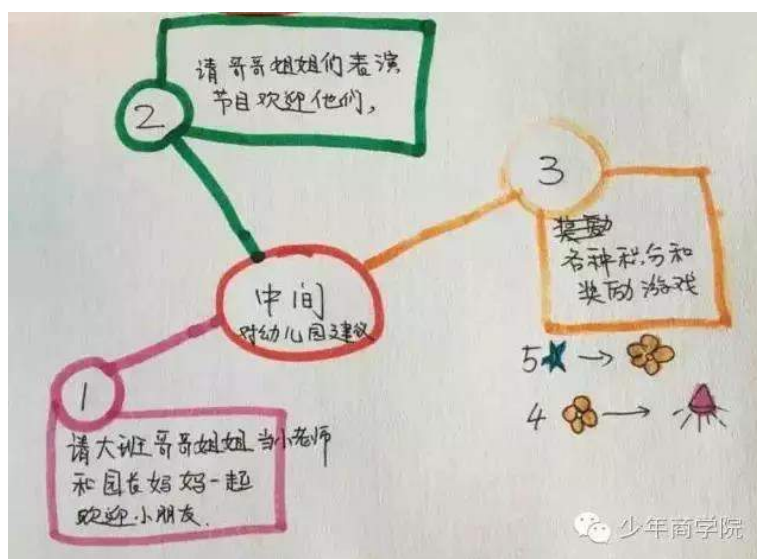 2
请哥哥姐姐们表演
节目欢迎他们,
3
奖励
各种积分和
奖励游戏
中间
对幼儿园建议
5 →
4 →
1
请大班哥哥姐姐当小老师
和园长妈妈一起
欢迎小朋友.
少年商学院